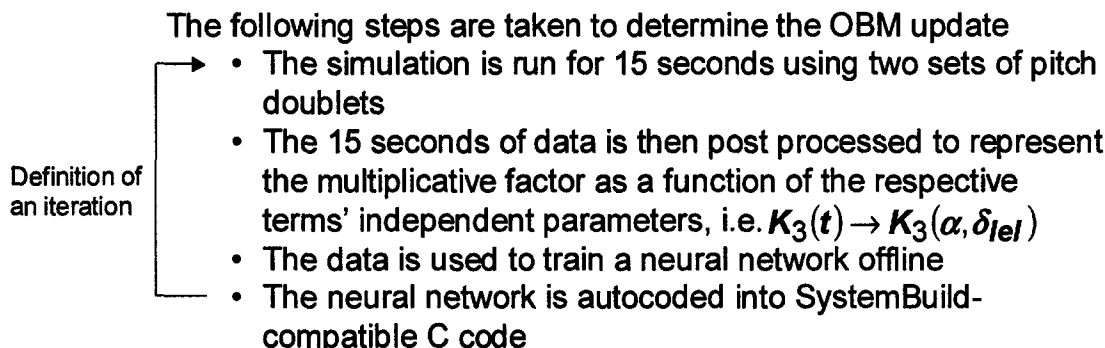 The following steps are taken to determine the OBM update
• The simulation is run for 15 seconds using two sets of pitch
doublets
• The 15 seconds of data is then post processed to represent
the multiplicative factor as a function of the respective
terms' independent parameters, i.e. K₃(t) → K₃(α, δ_lel)
• The data is used to train a neural network offline
• The neural network is autocoded into SystemBuild-
compatible C code
Definition of
an iteration